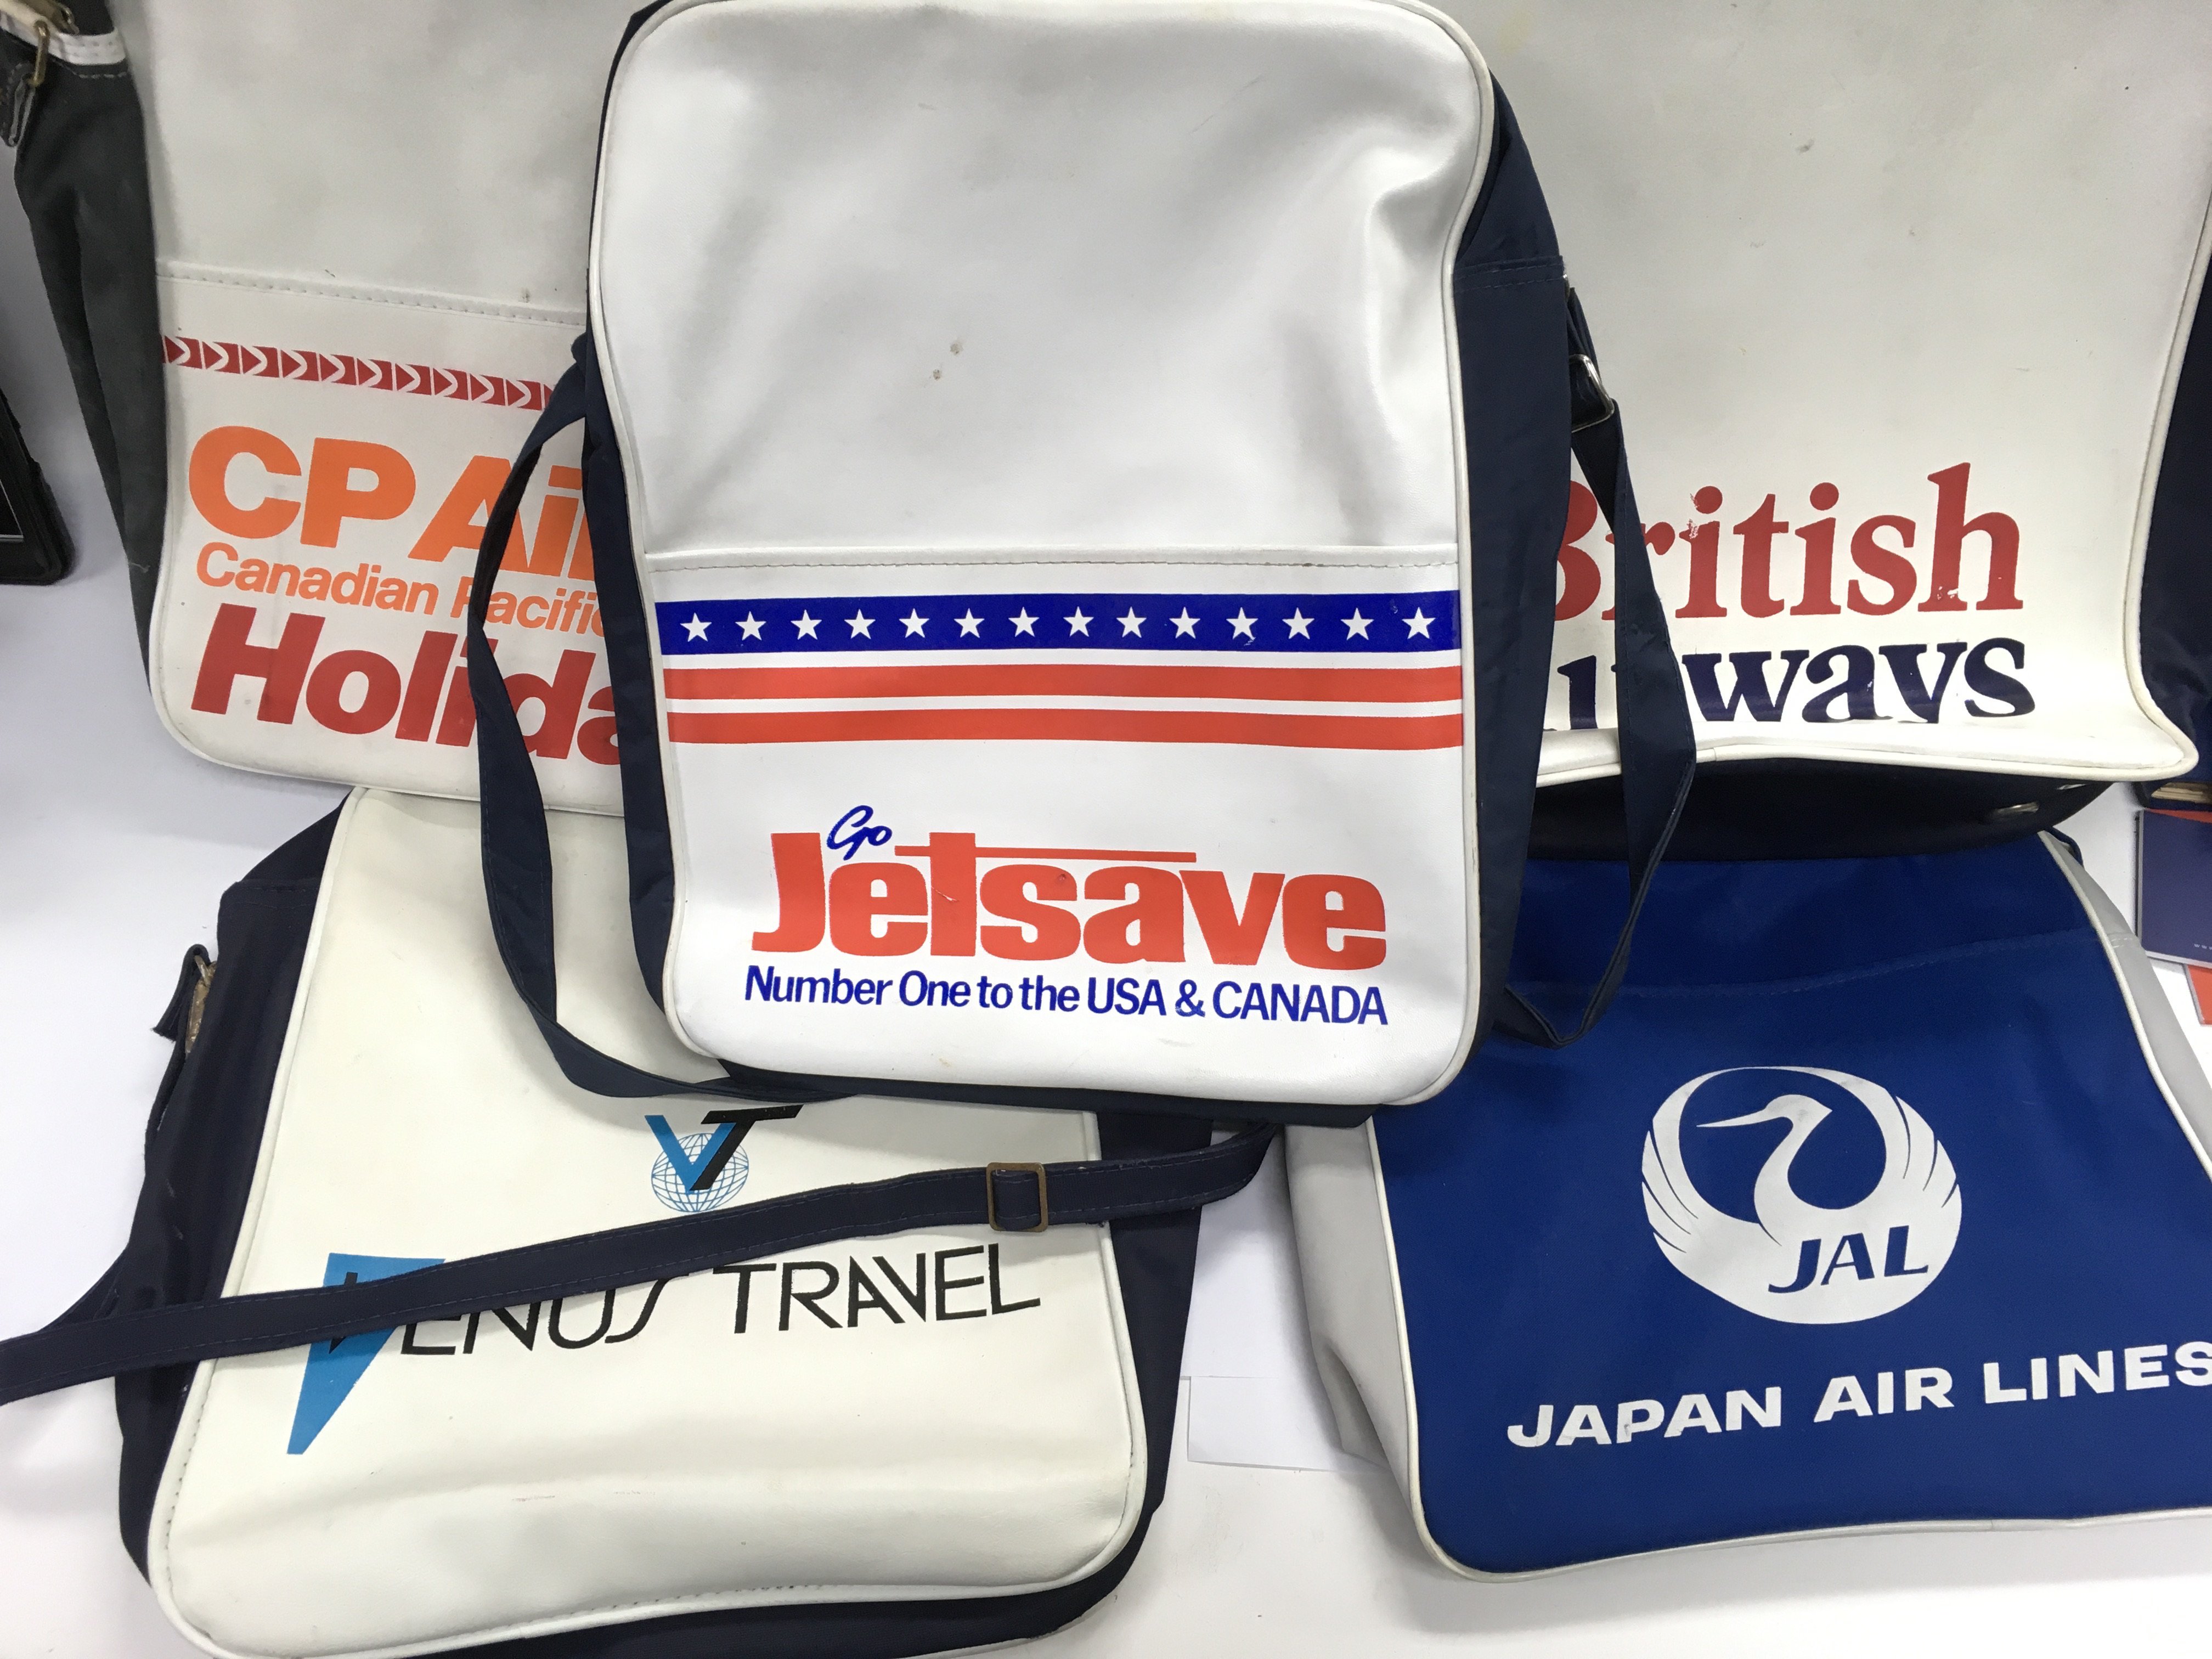 CP Air
Canadian Pacific
Holida
British
ways
Go
Jetsave
Number One to the USA & CANADA
VT
VENUS TRAVEL
JAL
JAPAN AIR LINES